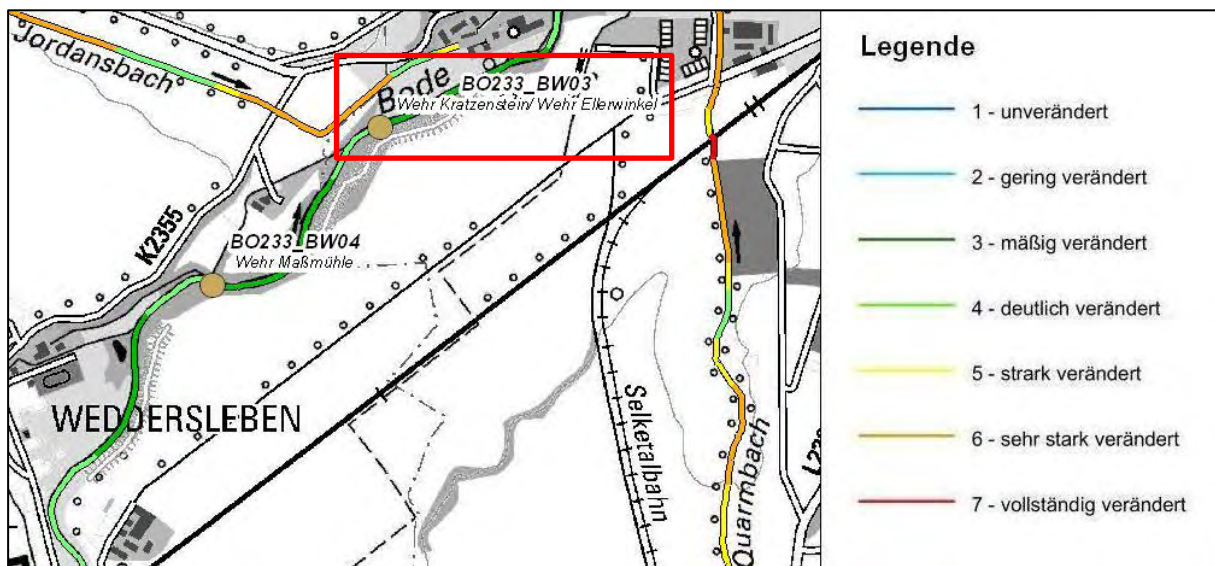 Jordansbach
Bode
BO233_BW03
Wehr Kratzenstein/ Wehr Ellerwinkel
K2355
BO233_BW04
Wehr Maßmühle
WEDDERSLEBEN
Selketalbahn
Quarmbach
Legende
1 - unverändert
2 - gering verändert
3 - mäßig verändert
4 - deutlich verändert
5 - strark verändert
6 - sehr stark verändert
7 - vollständig verändert